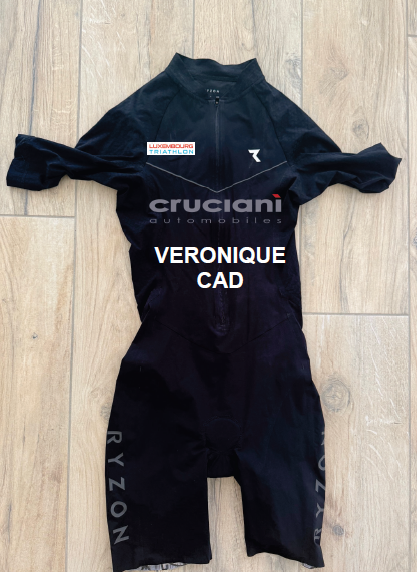 LUXEMBOURG
TRIATHLON
cruciani
automobiles
VERONIQUE
CAD
RYZON
RYZON